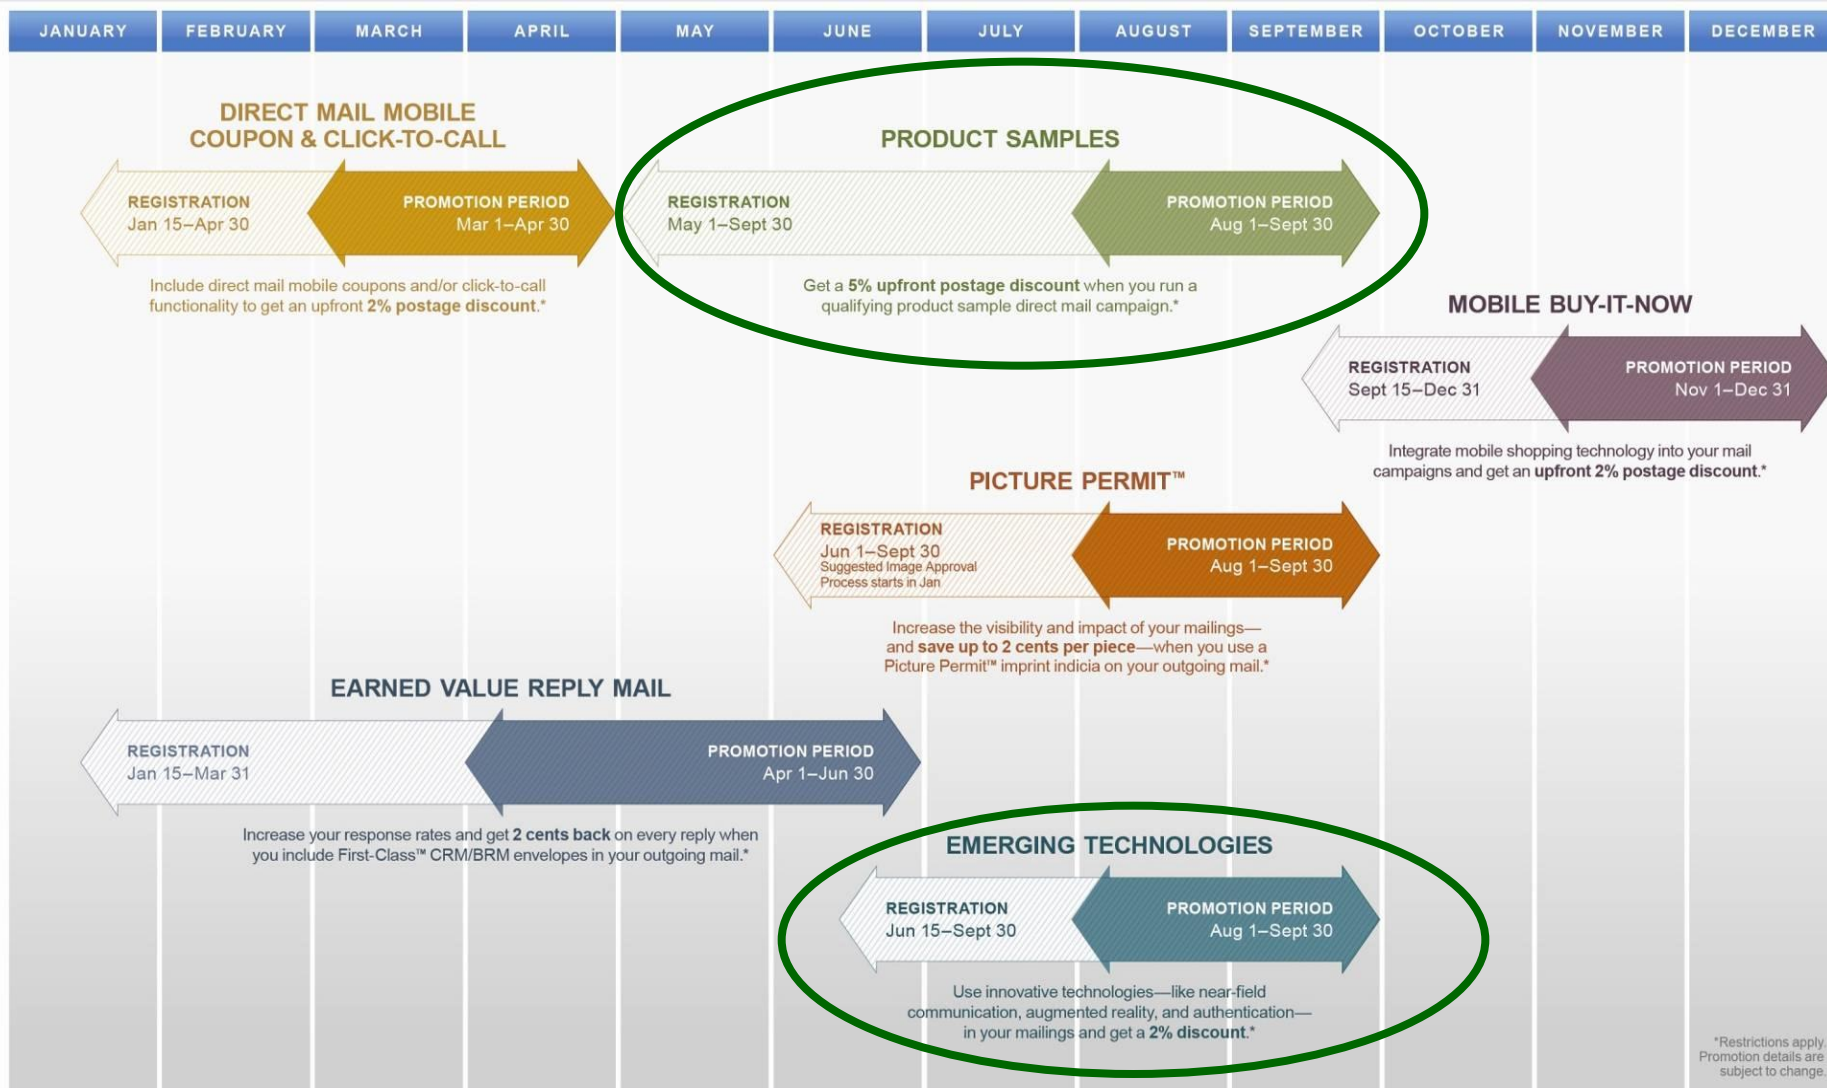 JANUARY
FEBRUARY
MARCH
APRIL
MAY
JUNE
JULY
AUGUST
SEPTEMBER
OCTOBER
NOVEMBER
DECEMBER
DIRECT MAIL MOBILE
COUPON & CLICK-TO-CALL
REGISTRATION
Jan 15–Apr 30
PROMOTION PERIOD
Mar 1–Apr 30
Include direct mail mobile coupons and/or click-to-call
functionality to get an upfront 2% postage discount.*
PRODUCT SAMPLES
REGISTRATION
May 1–Sept 30
PROMOTION PERIOD
Aug 1–Sept 30
Get a 5% upfront postage discount when you run a
qualifying product sample direct mail campaign.*
MOBILE BUY-IT-NOW
REGISTRATION
Sept 15–Dec 31
PROMOTION PERIOD
Nov 1–Dec 31
Integrate mobile shopping technology into your mail
campaigns and get an upfront 2% postage discount.*
PICTURE PERMIT™
REGISTRATION
Jun 1–Sept 30
Suggested Image Approval
Process starts in Jan
PROMOTION PERIOD
Aug 1–Sept 30
Increase the visibility and impact of your mailings—
and save up to 2 cents per piece—when you use a
Picture Permit™ imprint indicia on your outgoing mail.*
EARNED VALUE REPLY MAIL
REGISTRATION
Jan 15–Mar 31
PROMOTION PERIOD
Apr 1–Jun 30
Increase your response rates and get 2 cents back on every reply when
you include First-Class™ CRM/BRM envelopes in your outgoing mail.*
EMERGING TECHNOLOGIES
REGISTRATION
Jun 15–Sept 30
PROMOTION PERIOD
Aug 1–Sept 30
Use innovative technologies—like near-field
communication, augmented reality, and authentication—
in your mailings and get a 2% discount.*
*Restrictions apply.
Promotion details are
subject to change.